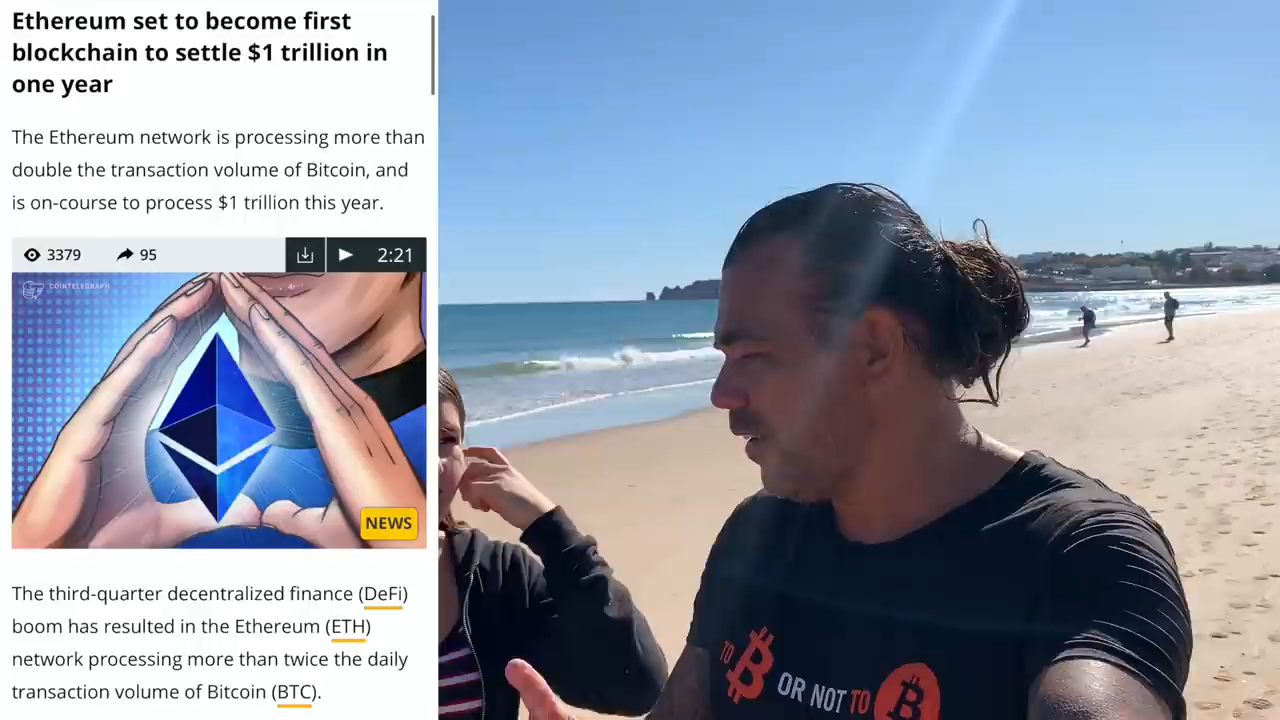 Ethereum set to become first
blockchain to settle $1 trillion in
one year
The Ethereum network is processing more than
double the transaction volume of Bitcoin, and
is on-course to process $1 trillion this year.
3379
95
2:21
COINTELEGRAPH
NEWS
The third-quarter decentralized finance (DeFi)
boom has resulted in the Ethereum (ETH)
network processing more than twice the daily
transaction volume of Bitcoin (BTC).
TO
OR NOT TO